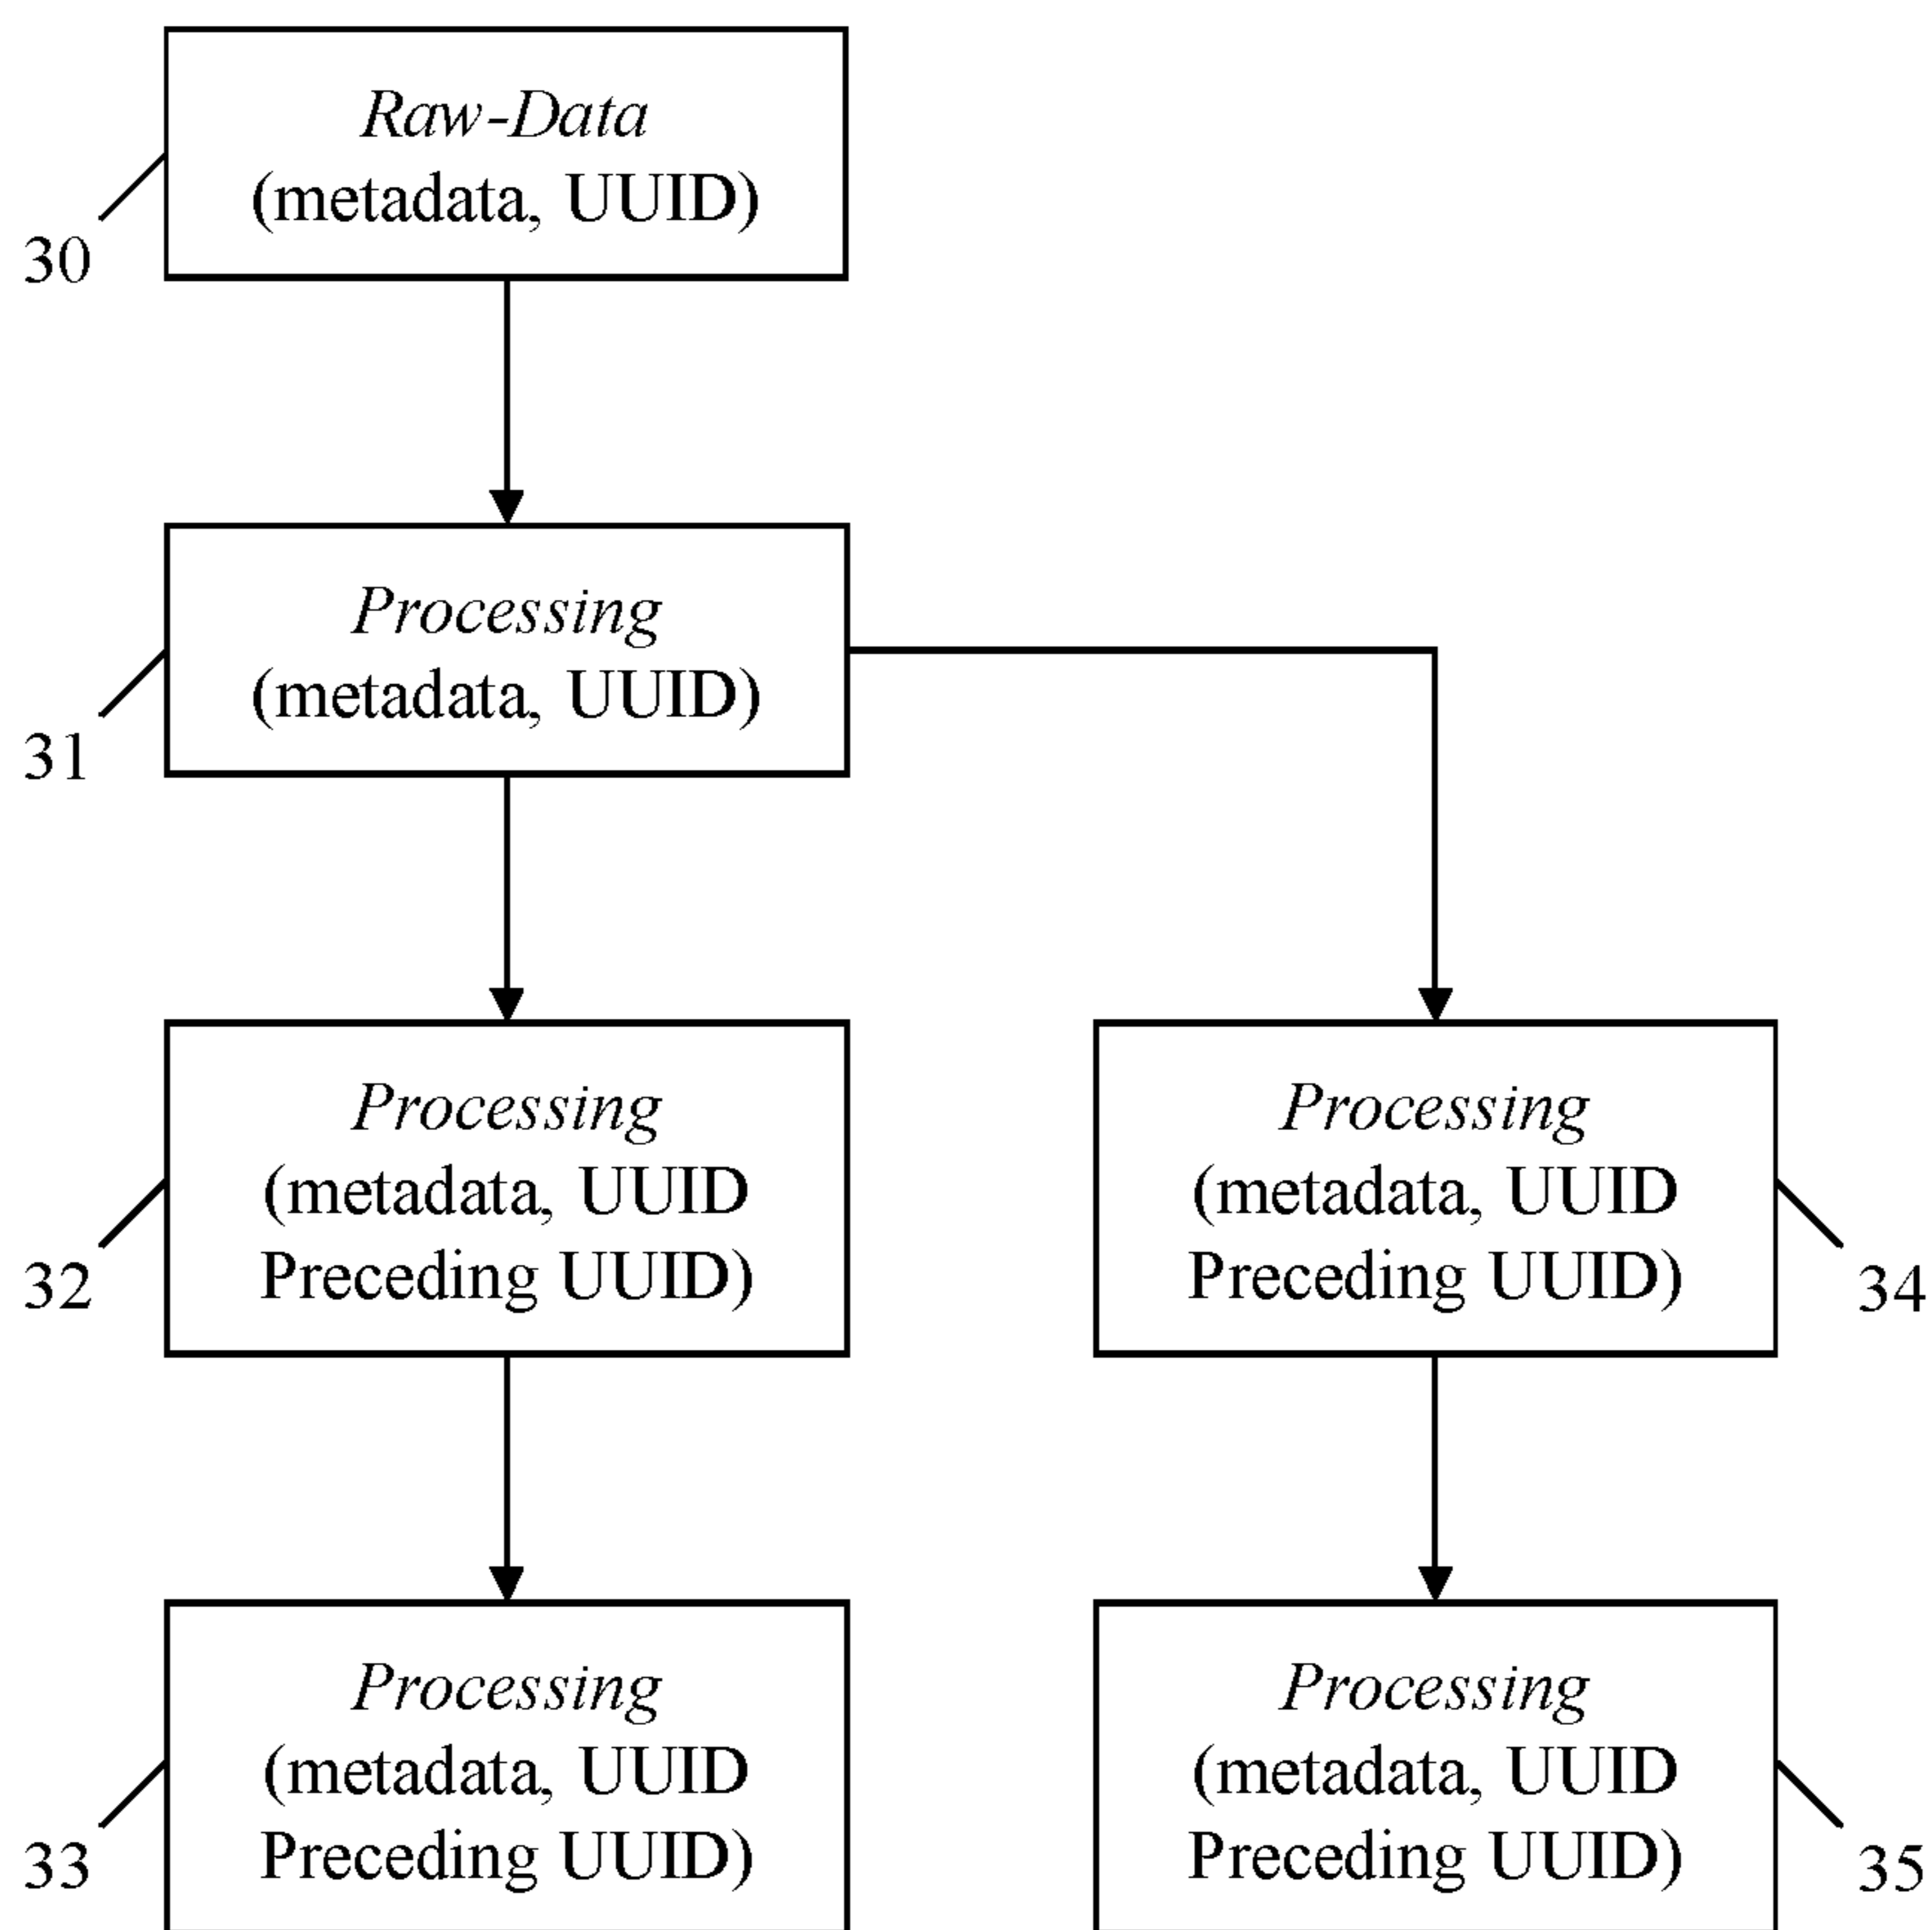 Raw-Data
(metadata, UUID)
30
Processing
(metadata, UUID)
31
Processing
(metadata, UUID
Preceding UUID)
32
Processing
(metadata, UUID
Preceding UUID)
34
Processing
(metadata, UUID
Preceding UUID)
33
Processing
(metadata, UUID
Preceding UUID)
35